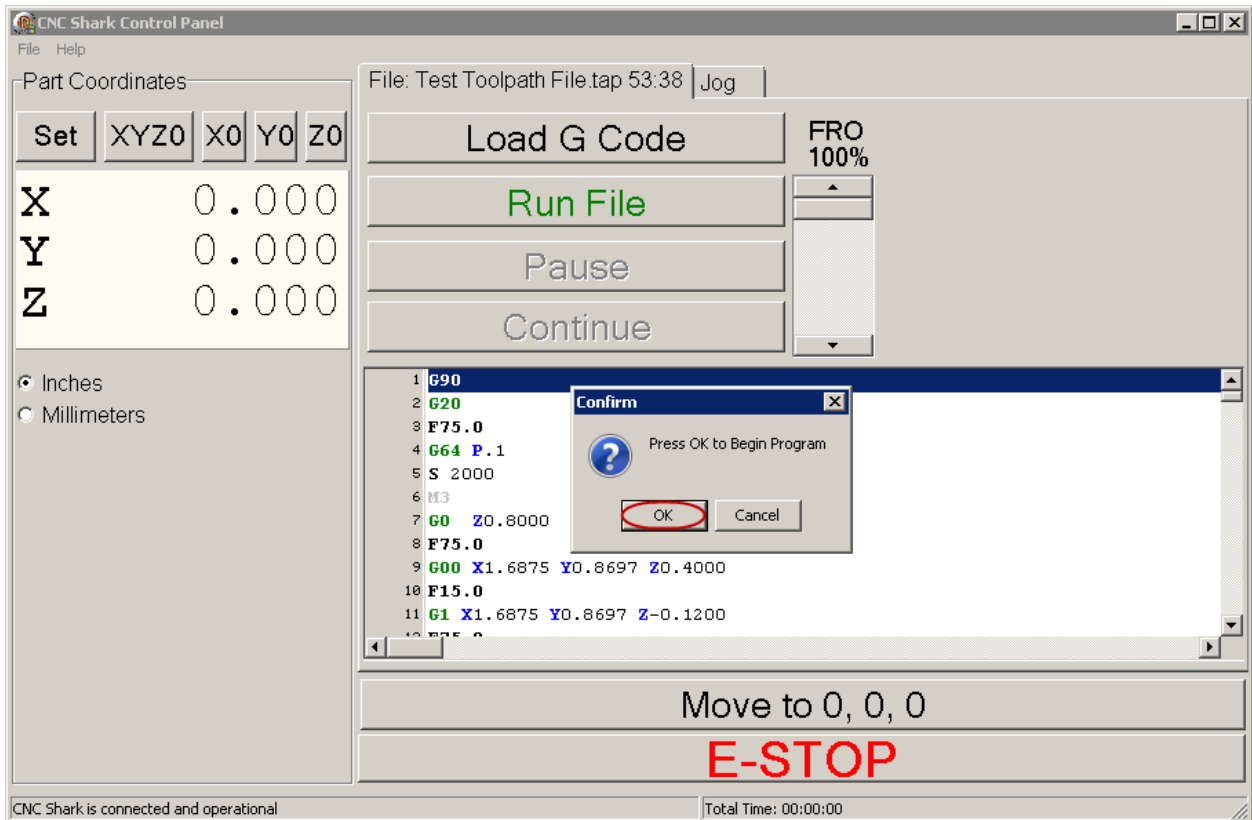 CNC Shark Control Panel
File Help
Part Coordinates
Set XYZ0 X0 Y0 Z0
X 0.000
Y 0.000
Z 0.000
Inches
Millimeters
File: Test Toolpath File.tap 53:38 Jog
Load G Code
FRO
100%
Run File
Pause
Continue
1 G90
2 G20
3 F75.0
4 G64 P.1
5 S 2000
6 M3
7 G0 Z0.8000
8 F75.0
9 G00 X1.6875 Y0.8697 Z0.4000
10 F15.0
11 G1 X1.6875 Y0.8697 Z-0.1200
12 F75.0
Confirm
Press OK to Begin Program
OK Cancel
Move to 0, 0, 0
E-STOP
CNC Shark is connected and operational
Total Time: 00:00:00